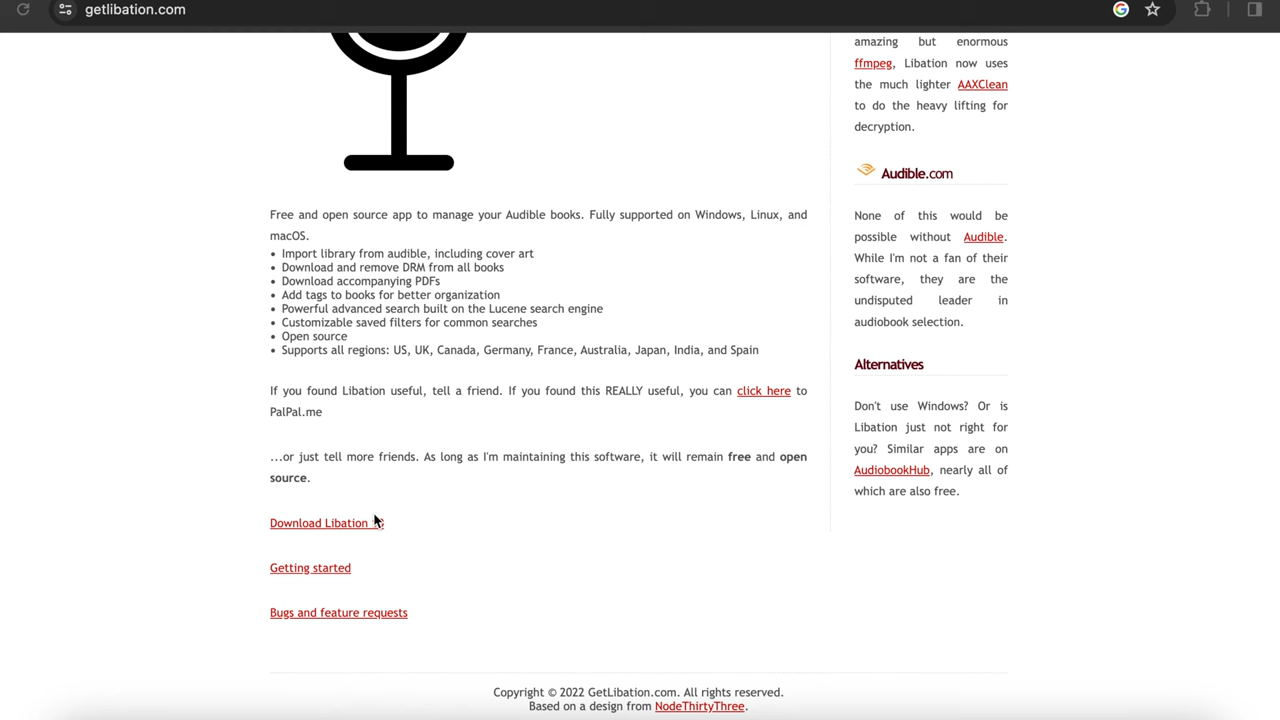 getlibation.com
Free and open source app to manage your Audible books. Fully supported on Windows, Linux, and
macOS.
• Import library from audible, including cover art
• Download and remove DRM from all books
• Download accompanying PDFs
• Add tags to books for better organization
• Powerful advanced search built on the Lucene search engine
• Customizable saved filters for common searches
• Open source
• Supports all regions: US, UK, Canada, Germany, France, Australia, Japan, India, and Spain
If you found Libation useful, tell a friend. If you found this REALLY useful, you can click here to
PalPal.me
...or just tell more friends. As long as I'm maintaining this software, it will remain free and open
source.
Download Libation
Getting started
Bugs and feature requests
amazing but enormous
ffmpeg, Libation now uses
the much lighter AAXClean
to do the heavy lifting for
decryption.
Audible.com
None of this would be
possible without Audible.
While I'm not a fan of their
software, they are the
undisputed leader in
audiobook selection.
Alternatives
Don't use Windows? Or is
Libation just not right for
you? Similar apps are on
AudiobookHub, nearly all of
which are also free.
Copyright © 2022 GetLibation.com. All rights reserved.
Based on a design from NodeThirtyThree.